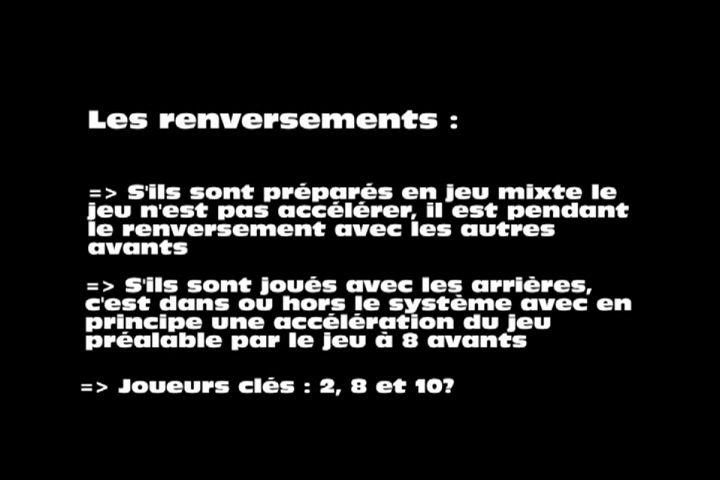 Les renversements :
=> S'ils sont préparés en jeu mixte le
jeu n'est pas accélérer, il est pendant
le renversement avec les autres
avants
=> S'ils sont joués avec les arrières,
c'est dans ou hors le système avec en
principe une accélération du jeu
préalable par le jeu à 8 avants
=> Joueurs clés : 2, 8 et 10?